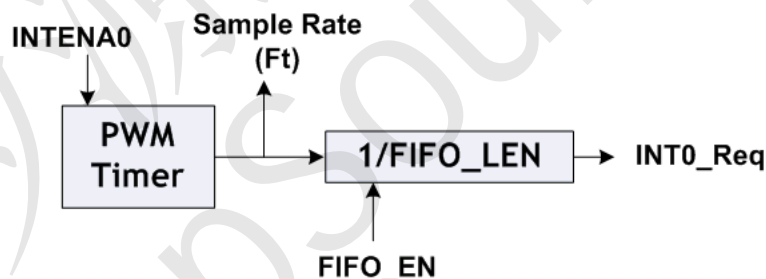 INTENA0
Sample Rate
(Ft)
PWM
Timer
1/FIFO_LEN
INT0_Req
FIFO_EN